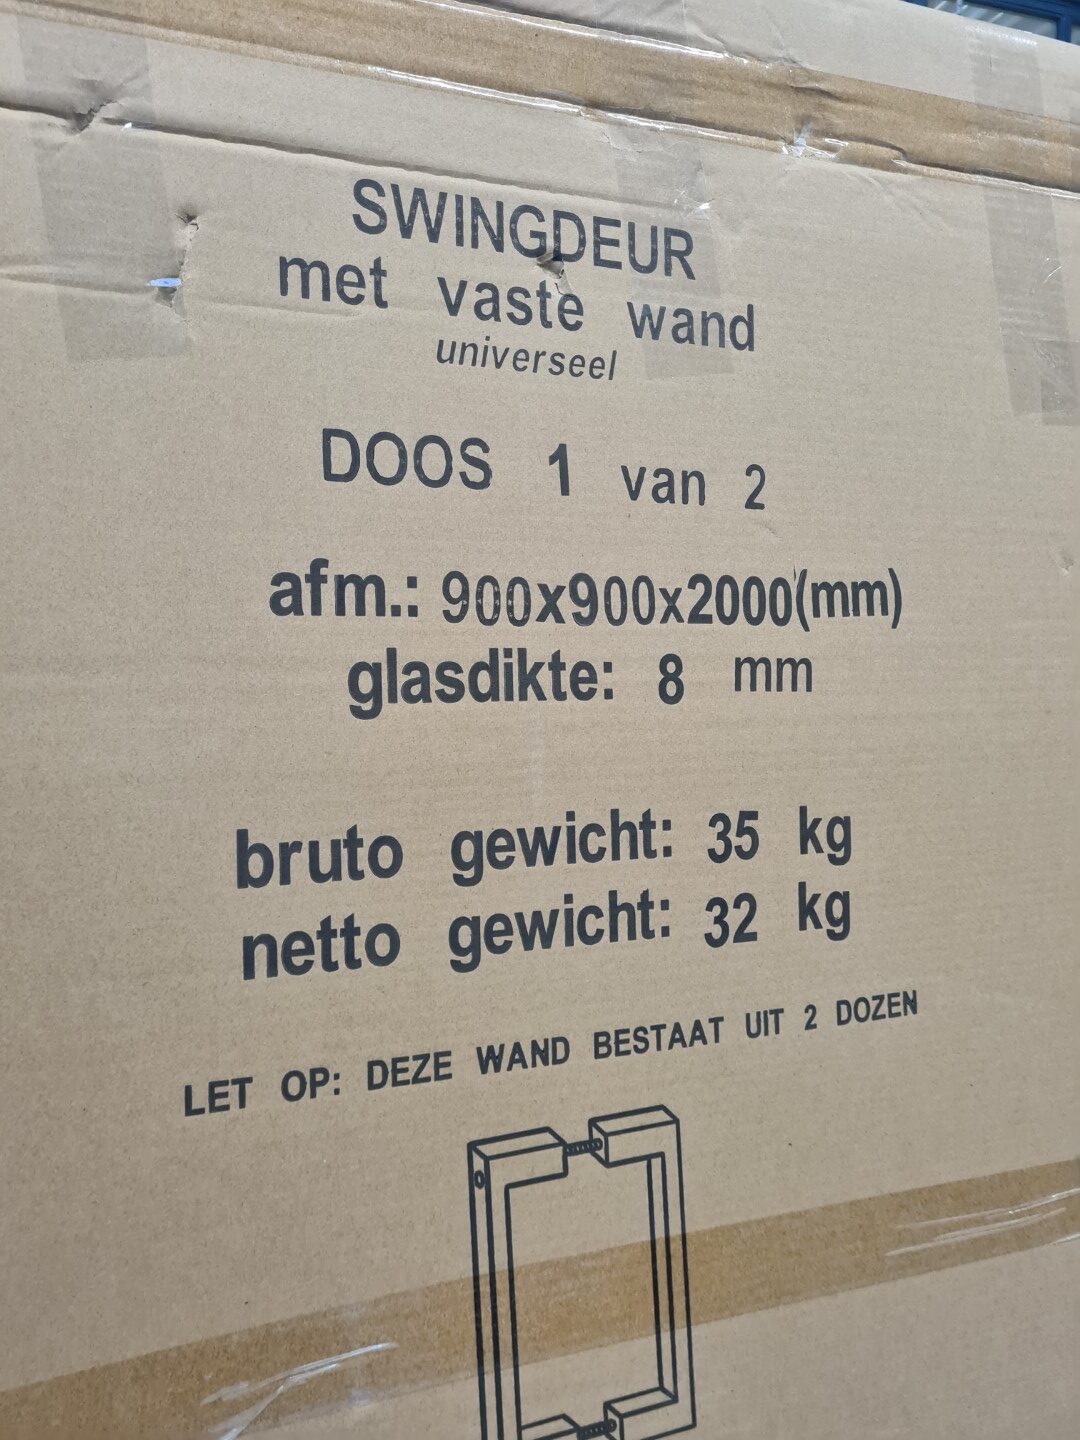 SWINGDEUR
met vaste wand
universeel
DOOS 1 van 2
afm.: 900x900x2000(mm)
glasdikte: 8 mm
bruto gewicht: 35 kg
netto gewicht: 32 kg
LET OP: DEZE WAND BESTAAT UIT 2 DOZEN